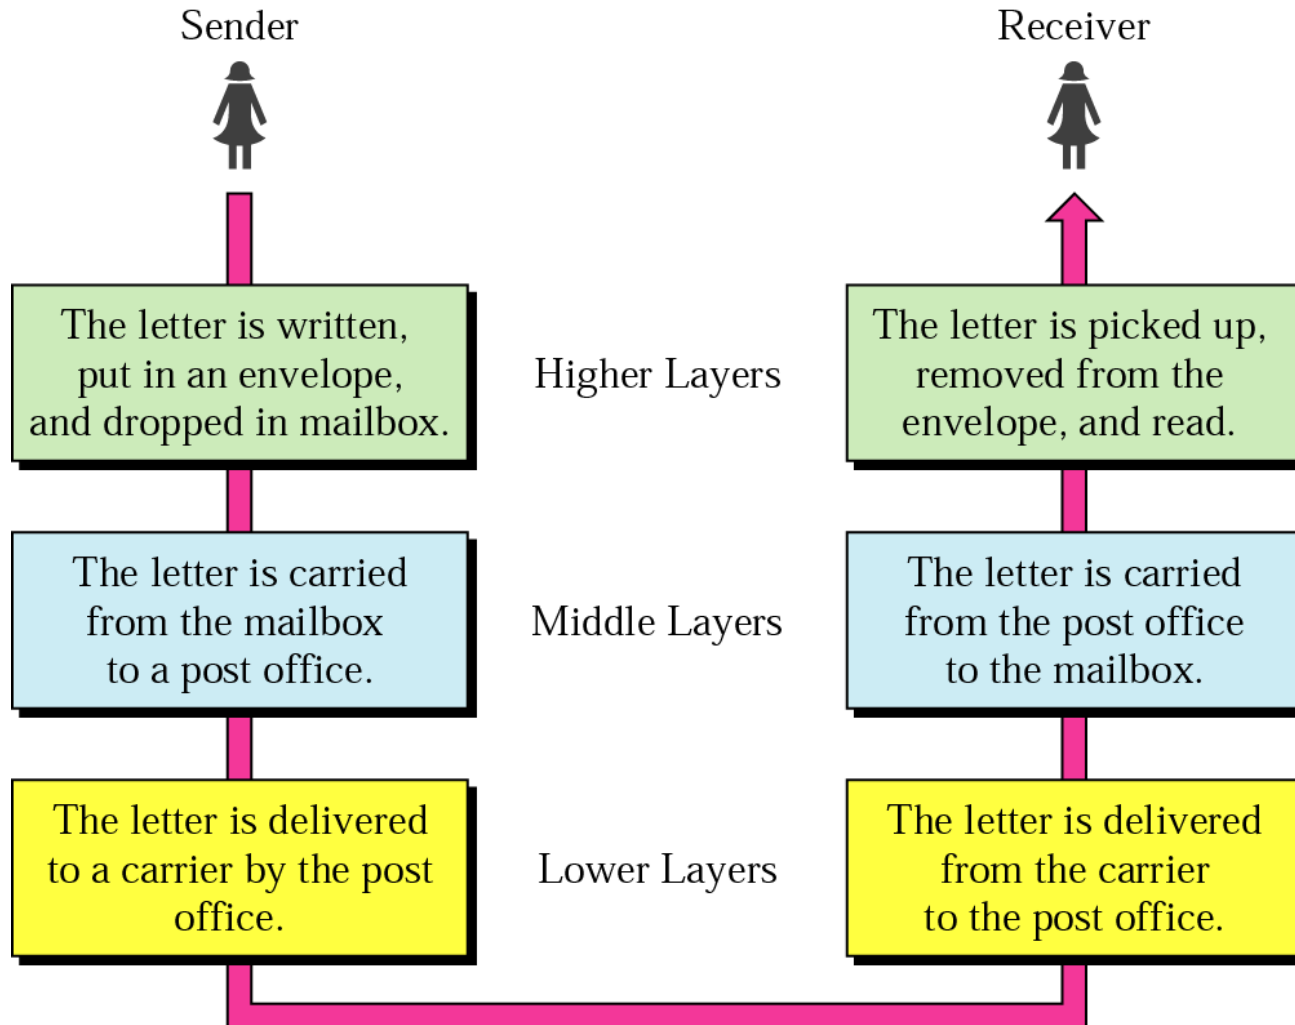 Sender
Receiver
The letter is written,
put in an envelope,
and dropped in mailbox.
Higher Layers
The letter is picked up,
removed from the
envelope, and read.
The letter is carried
from the mailbox
to a post office.
Middle Layers
The letter is carried
from the post office
to the mailbox.
The letter is delivered
to a carrier by the post
office.
Lower Layers
The letter is delivered
from the carrier
to the post office.